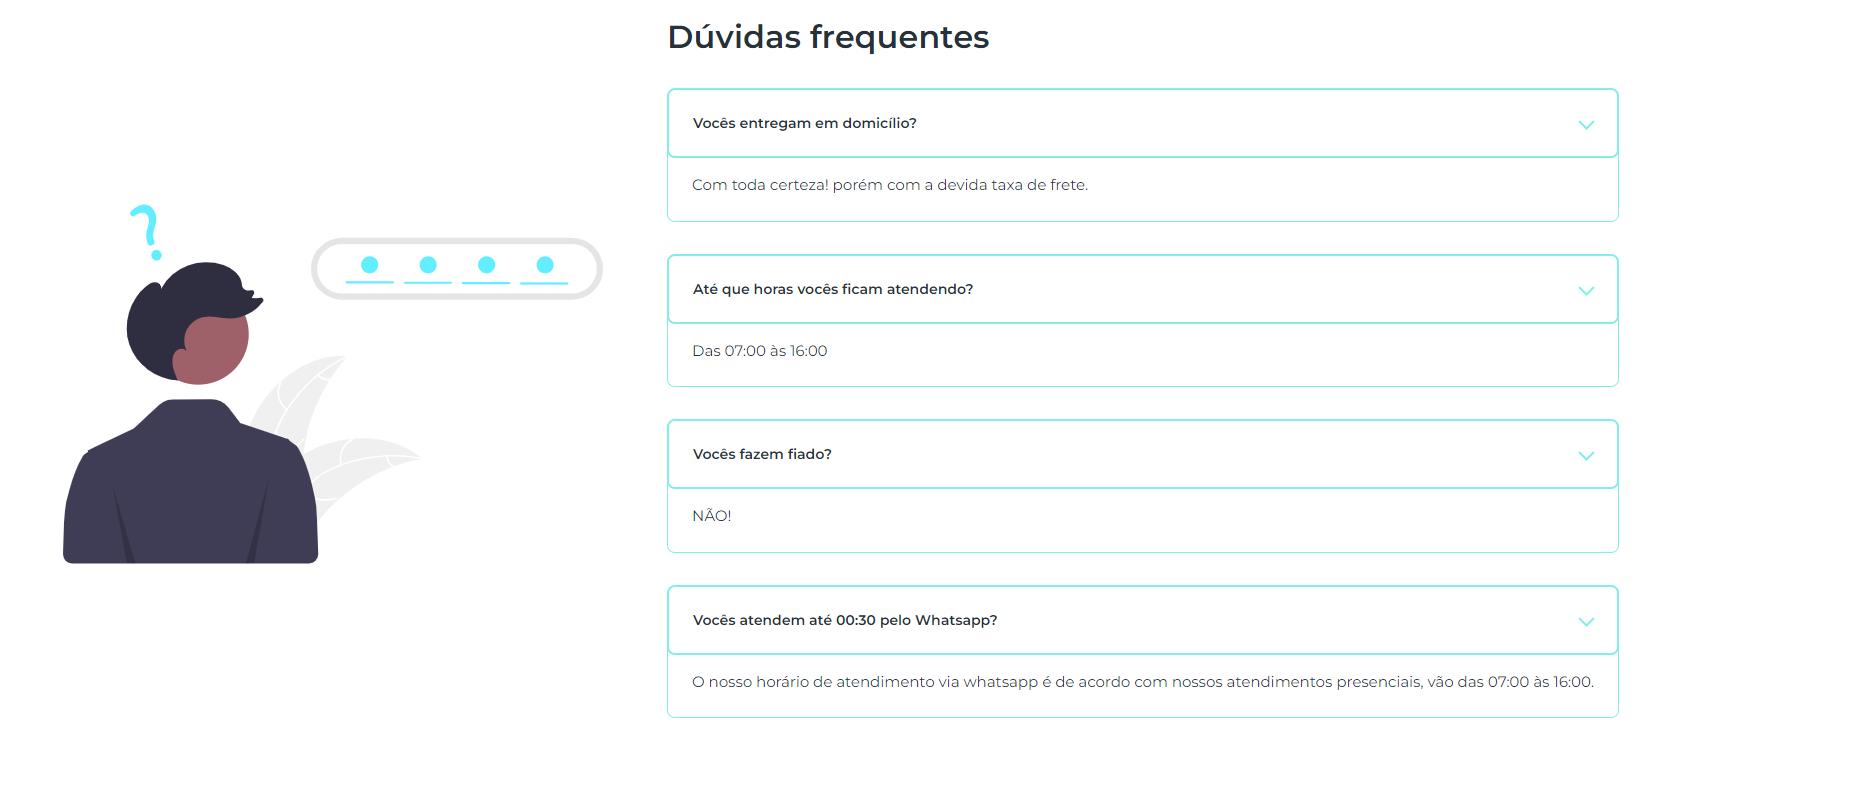 Dúvidas frequentes
Vocês entregam em domicílio?
Com toda certeza! porém com a devida taxa de frete.
Até que horas vocês ficam atendendo?
Das 07:00 às 16:00
Vocês fazem fiado?
NÃO!
Vocês atendem até 00:30 pelo Whatsapp?
O nosso horário de atendimento via whatsapp é de acordo com nossos atendimentos presenciais, vão das 07:00 às 16:00.